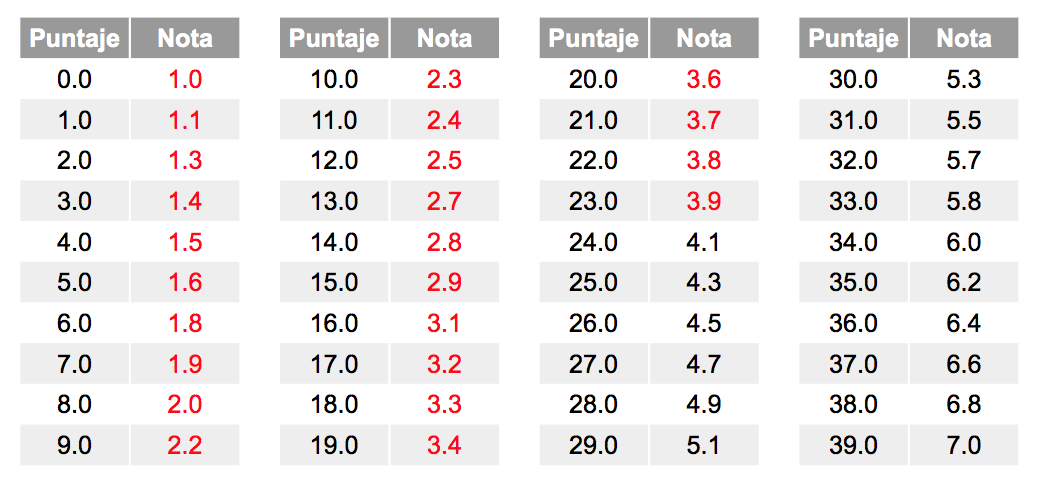 Puntaje Nota Puntaje Nota Puntaje Nota Puntaje Nota
0.0 1.0 10.0 2.3 20.0 3.6 30.0 5.3
1.0 1.1 11.0 2.4 21.0 3.7 31.0 5.5
2.0 1.3 12.0 2.5 22.0 3.8 32.0 5.7
3.0 1.4 13.0 2.7 23.0 3.9 33.0 5.8
4.0 1.5 14.0 2.8 24.0 4.1 34.0 6.0
5.0 1.6 15.0 2.9 25.0 4.3 35.0 6.2
6.0 1.8 16.0 3.1 26.0 4.5 36.0 6.4
7.0 1.9 17.0 3.2 27.0 4.7 37.0 6.6
8.0 2.0 18.0 3.3 28.0 4.9 38.0 6.8
9.0 2.2 19.0 3.4 29.0 5.1 39.0 7.0